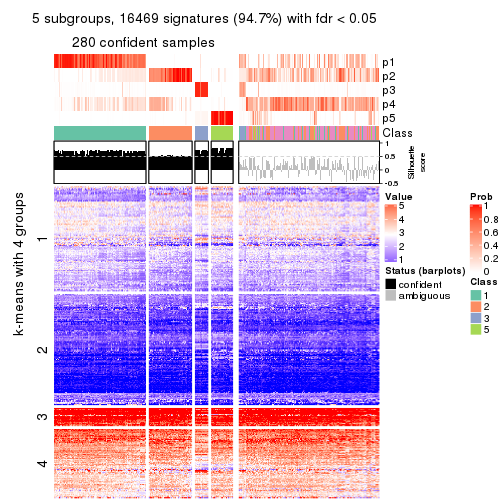 5 subgroups, 16469 signatures (94.7%) with fdr < 0.05
280 confident samples
p1
p2
p3
p4
p5
Class
1
0.5
0
-0.5
Silhouette
score
k-means with 4 groups
1
2
3
4
Value
5
4
3
2
1
Status (barplots)
confident
ambiguous
Prob
1
0.8
0.6
0.4
0.2
0
Class
1
2
3
5